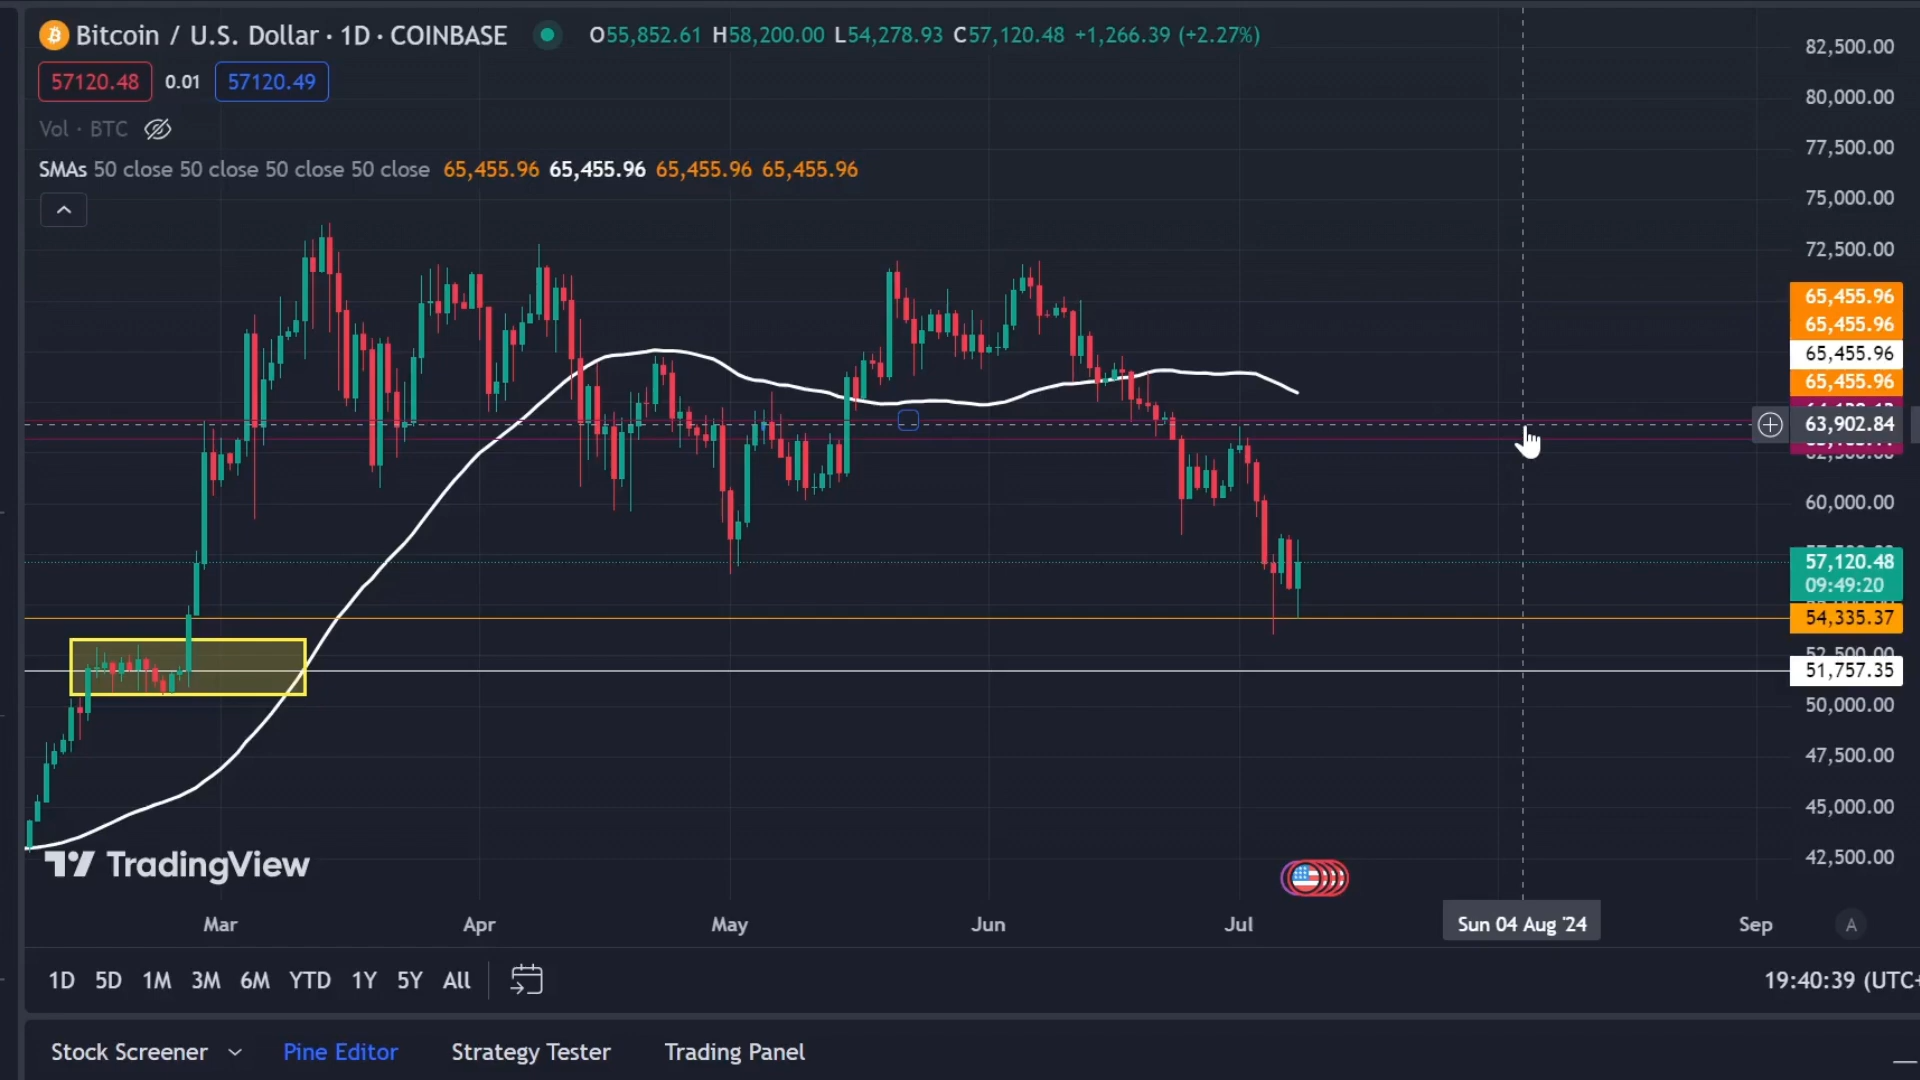 Bitcoin / U.S. Dollar · 1D · COINBASE O55,852.61 H58,200.00 L54,278.93 C57,120.48 +1,266.39 (+2.27%)
57120.48 0.01 57120.49
Vol · BTC
SMAs 50 close 50 close 50 close 50 close 65,455.96 65,455.96 65,455.96 65,455.96
82,500.00
80,000.00
77,500.00
75,000.00
72,500.00
65,455.96
65,455.96
65,455.96
65,455.96
63,902.84
62,500.00
60,000.00
57,120.48
09:49:20
54,335.37
52,500.00
51,757.35
50,000.00
47,500.00
45,000.00
42,500.00
TradingView
Mar Apr May Jun Jul Sun 04 Aug '24 Sep A
1D 5D 1M 3M 6M YTD 1Y 5Y All 19:40:39 (UTC+
Stock Screener Pine Editor Strategy Tester Trading Panel